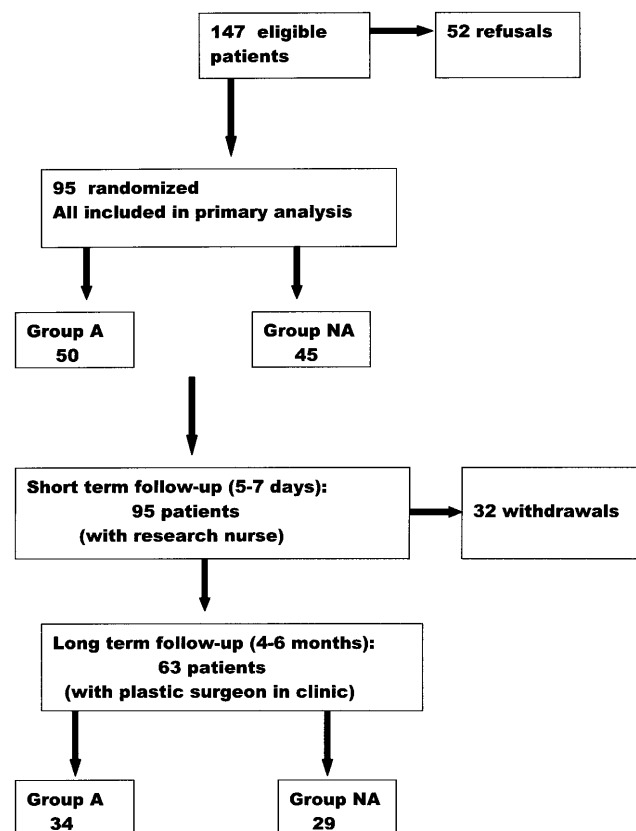 147 eligible
patients
52 refusals
95 randomized
All included in primary analysis
Group A
50
Group NA
45
Short term follow-up (5-7 days):
95 patients
(with research nurse)
32 withdrawals
Long term follow-up (4-6 months):
63 patients
(with plastic surgeon in clinic)
Group A
34
Group NA
29